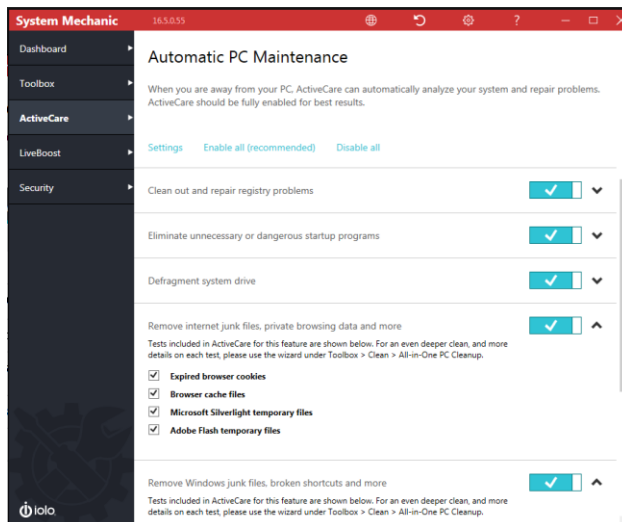 System Mechanic 16.5.0.55 ?
Dashboard
Toolbox
ActiveCare
LiveBoost
Security
iolo
Automatic PC Maintenance
When you are away from your PC, ActiveCare can automatically analyze your system and repair problems.
ActiveCare should be fully enabled for best results.
Settings Enable all (recommended) Disable all
Clean out and repair registry problems
Eliminate unnecessary or dangerous startup programs
Defragment system drive
Remove internet junk files, private browsing data and more
Tests included in ActiveCare for this feature are shown below. For an even deeper clean, and more
details on each test, please use the wizard under Toolbox > Clean > All-in-One PC Cleanup.
Expired browser cookies
Browser cache files
Microsoft Silverlight temporary files
Adobe Flash temporary files
Remove Windows junk files, broken shortcuts and more
Tests included in ActiveCare for this feature are shown below. For an even deeper clean, and more
details on each test, please use the wizard under Toolbox > Clean > All-in-One PC Cleanup.